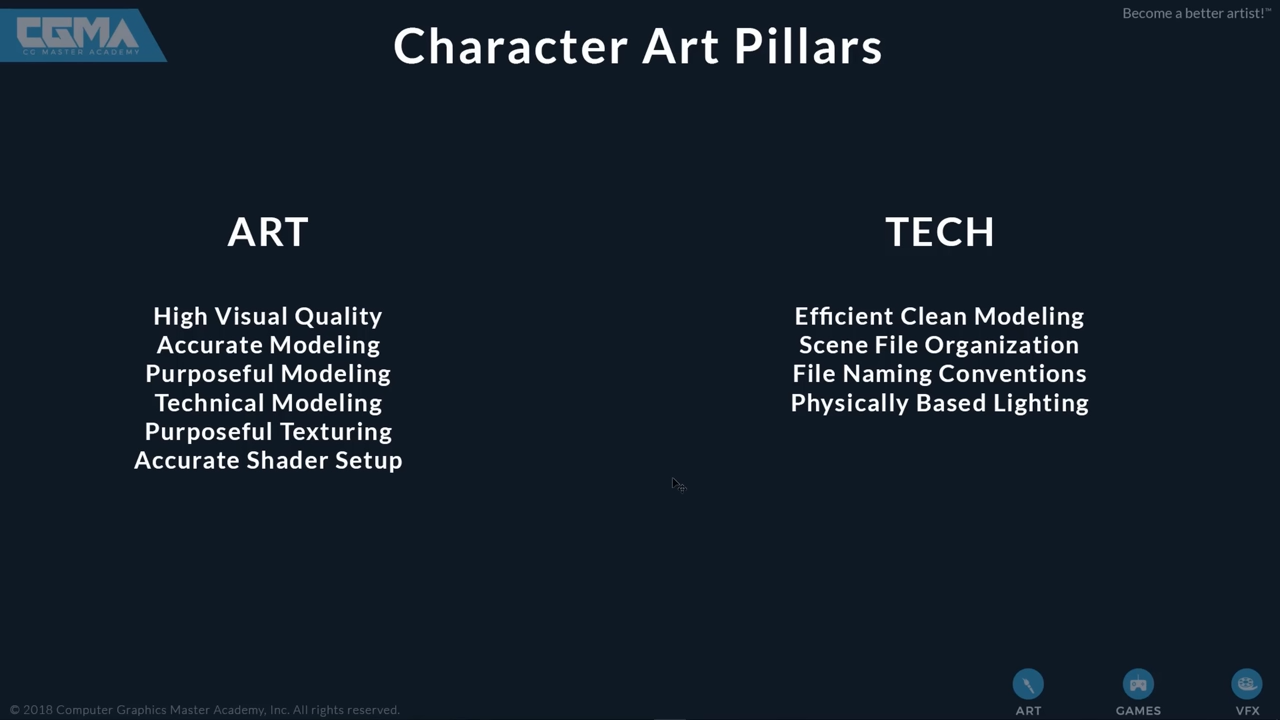 CGMA
CG MASTER ACADEMY
Become a better artist!™
Character Art Pillars
ART
High Visual Quality
Accurate Modeling
Purposeful Modeling
Technical Modeling
Purposeful Texturing
Accurate Shader Setup
TECH
Efficient Clean Modeling
Scene File Organization
File Naming Conventions
Physically Based Lighting
© 2018 Computer Graphics Master Academy, Inc. All rights reserved.
ART
GAMES
VFX